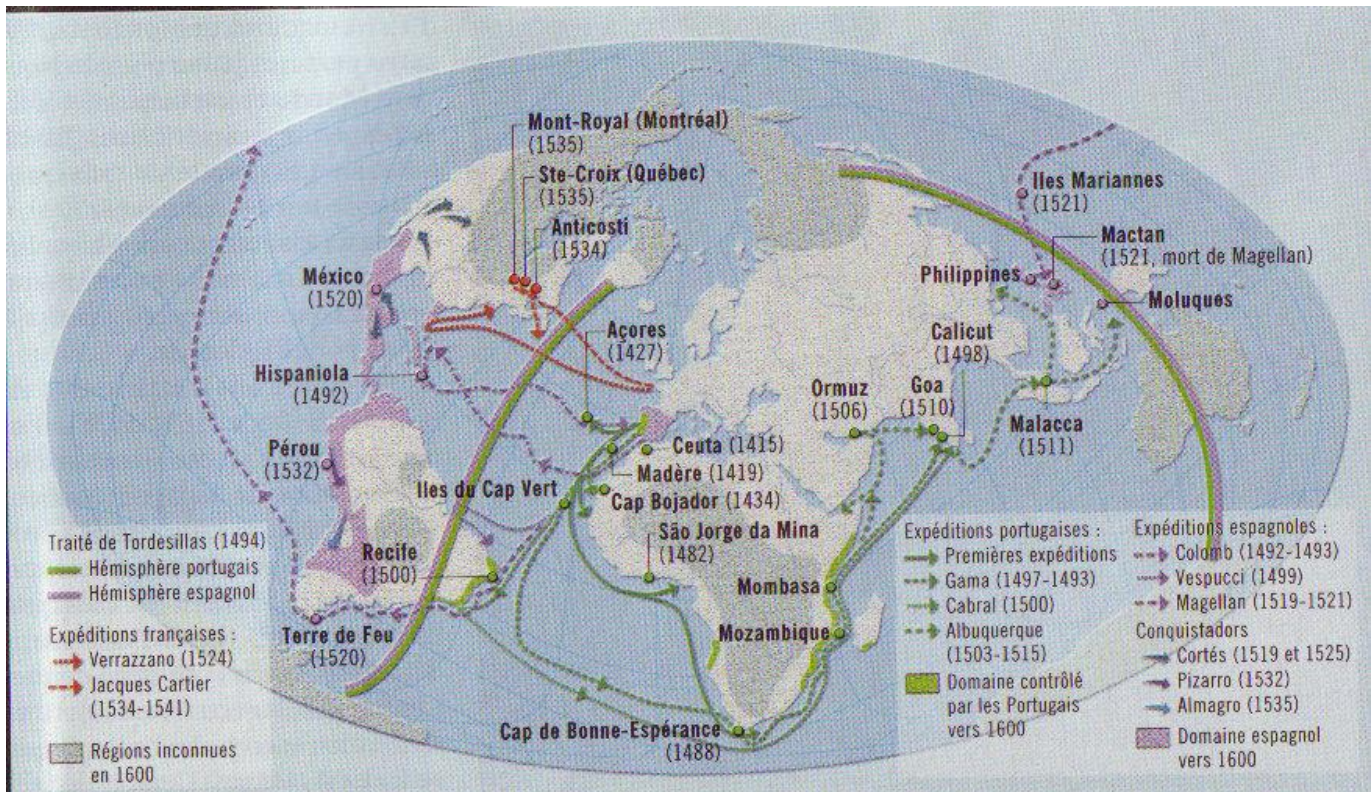 Mont-Royal (Montréal)
(1535)
Ste-Croix (Québec)
(1535)
Anticosti
(1534)
México
(1520)
Hispaniola
(1492)
Pérou
(1532)
Açores
(1427)
Iles Mariannes
(1521)
Mactan
(1521, mort de Magellan)
Philippines
Moluques
Calicut
(1498)
Ormuz
(1506)
Goa
(1510)
Malacca
(1511)
Ceuta (1415)
Madère (1419)
Iles du Cap Vert
Cap Bojador (1434)
São Jorge da Mina
(1482)
Recife
(1500)
Mombasa
Mozambique
Terre de Feu
(1520)
Cap de Bonne-Espérance
(1488)
Traité de Tordesillas (1494)
Hémisphère portugais
Hémisphère espagnol
Expéditions françaises :
Verrazzano (1524)
Jacques Cartier
(1534-1541)
Régions inconnues
en 1600
Expéditions portugaises :
Premières expéditions
Gama (1497-1493)
Cabral (1500)
Albuquerque
(1503-1515)
Domaine contrôlé
par les Portugais
vers 1600
Expéditions espagnoles :
Colomb (1492-1493)
Vespucci (1499)
Magellan (1519-1521)
Conquistadors
Cortés (1519 et 1525)
Pizarro (1532)
Almagro (1535)
Domaine espagnol
vers 1600